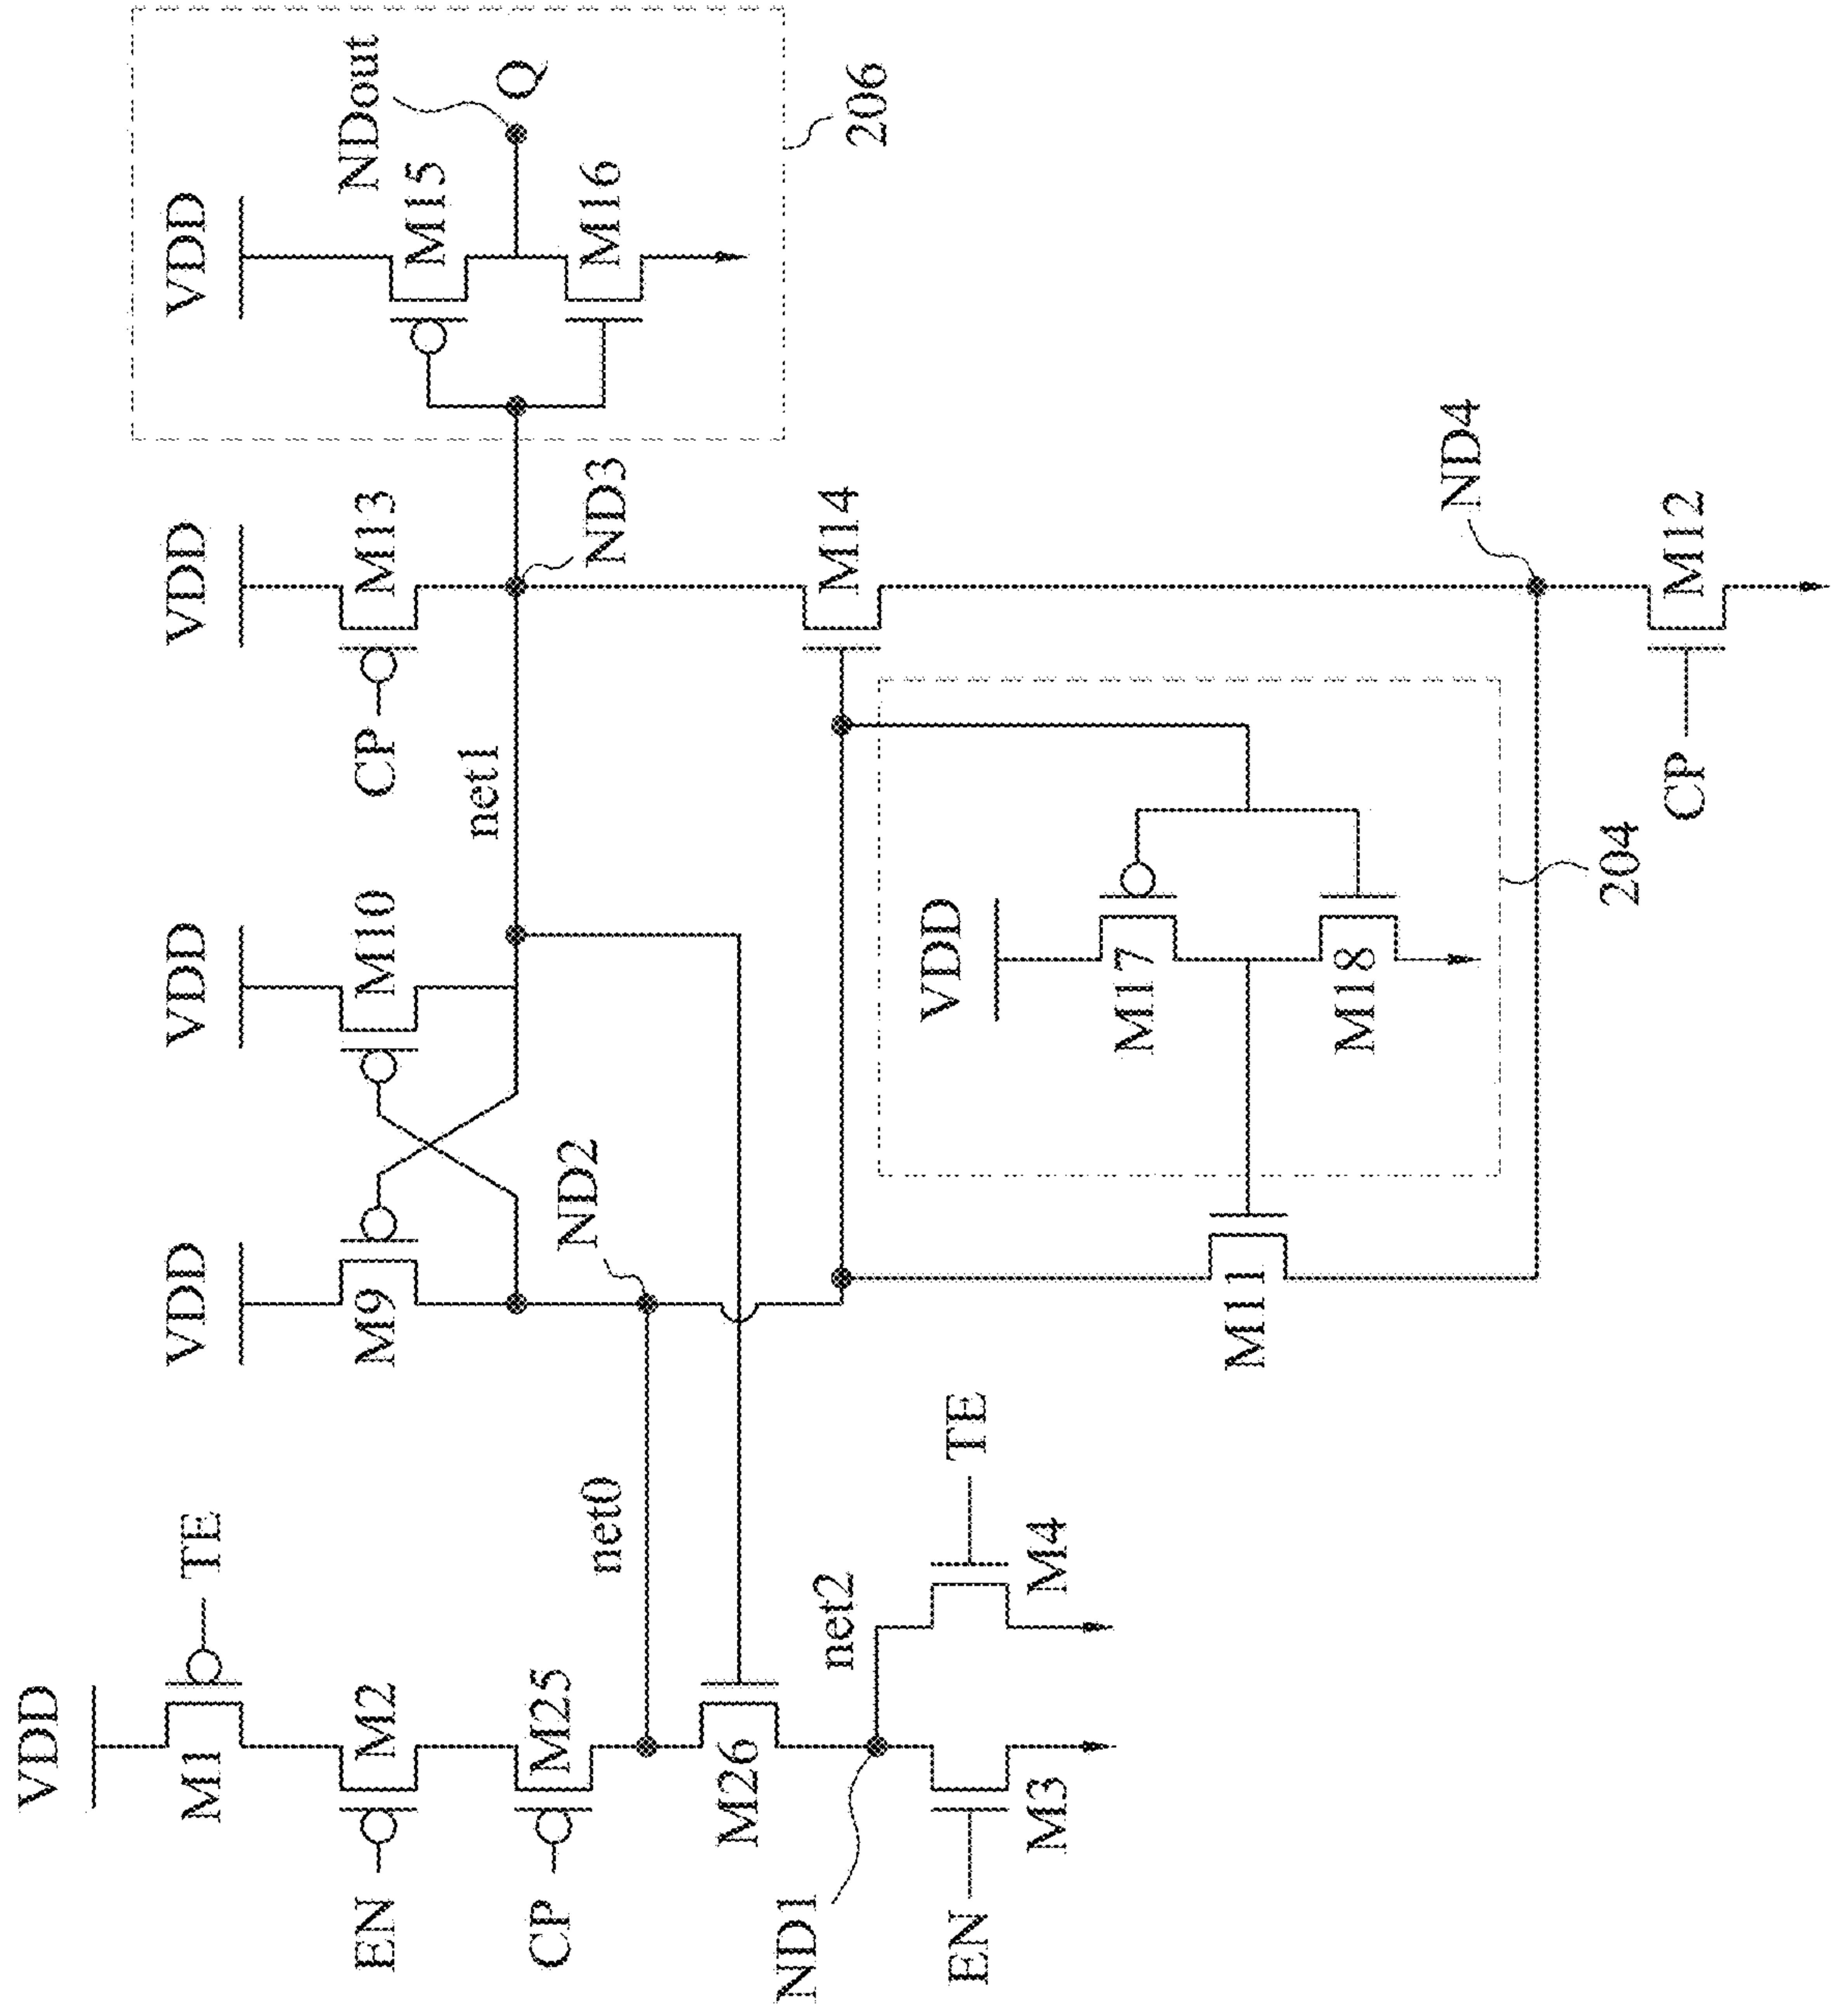 VDD
M1
TE
EN
M2
CP
M25
net0
M26
ND1
net2
EN
M3
M4
TE
VDD
M9
ND2
VDD
M10
net1
VDD
CP
M13
ND3
M14
VDD
M17
M18
204
M11
ND4
CP
M12
VDD
M15
M16
NDout
Q
206